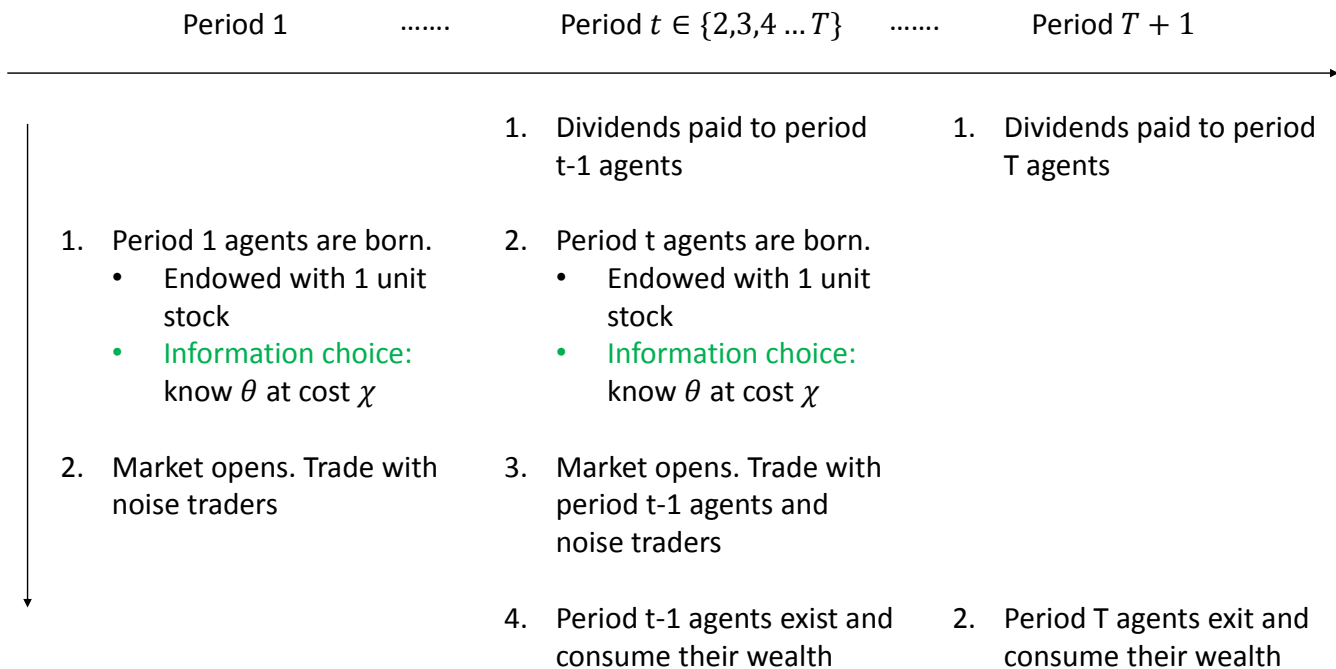 Period 1 ....... Period 𝑡 ∈ {2,3,4 … 𝑇} ....... Period 𝑇 + 1
1. Dividends paid to period
t-1 agents
1. Dividends paid to period
T agents
1. Period 1 agents are born.
• Endowed with 1 unit
stock
• Information choice:
know 𝜃 at cost 𝜒
2. Period t agents are born.
• Endowed with 1 unit
stock
• Information choice:
know 𝜃 at cost 𝜒
2. Market opens. Trade with
noise traders
3. Market opens. Trade with
period t-1 agents and
noise traders
4. Period t-1 agents exist and
consume their wealth
2. Period T agents exit and
consume their wealth